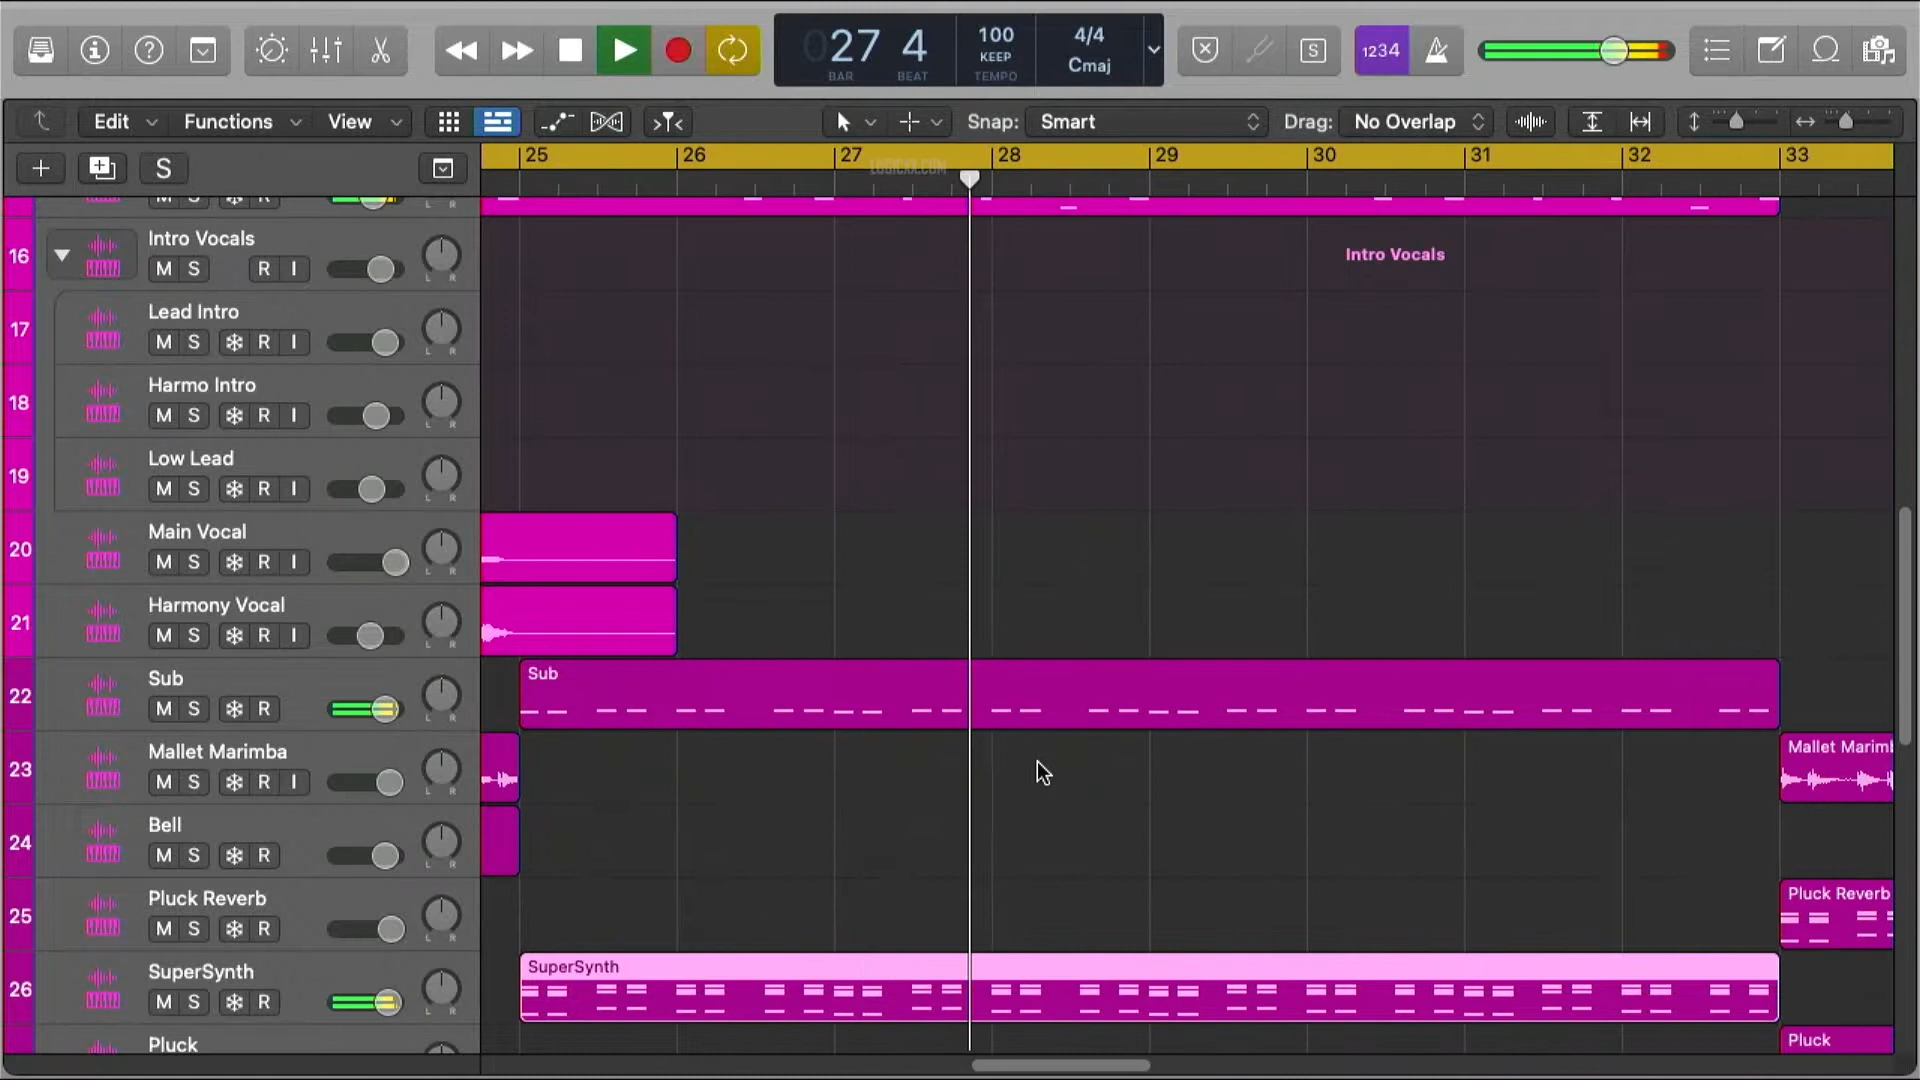 027 4
BAR BEAT
100
KEEP
TEMPO
4/4
Cmaj
S
1234
Edit Functions View
Snap: Smart
Drag: No Overlap
S
25 26 27 28 29 30 31 32 33
LOGICXX.COM
M S R
L R
16 Intro Vocals
M S R I
L R
Intro Vocals
17 Lead Intro
M S R I
L R
18 Harmo Intro
M S R I
L R
19 Low Lead
M S R I
L R
20 Main Vocal
M S R I
L R
21 Harmony Vocal
M S R I
L R
22 Sub
M S R
L R
Sub
23 Mallet Marimba
M S R I
L R
Mallet Marim
24 Bell
M S R
L R
25 Pluck Reverb
M S R
L R
Pluck Reverb
26 SuperSynth
M S R
L R
SuperSynth
Pluck
Pluck